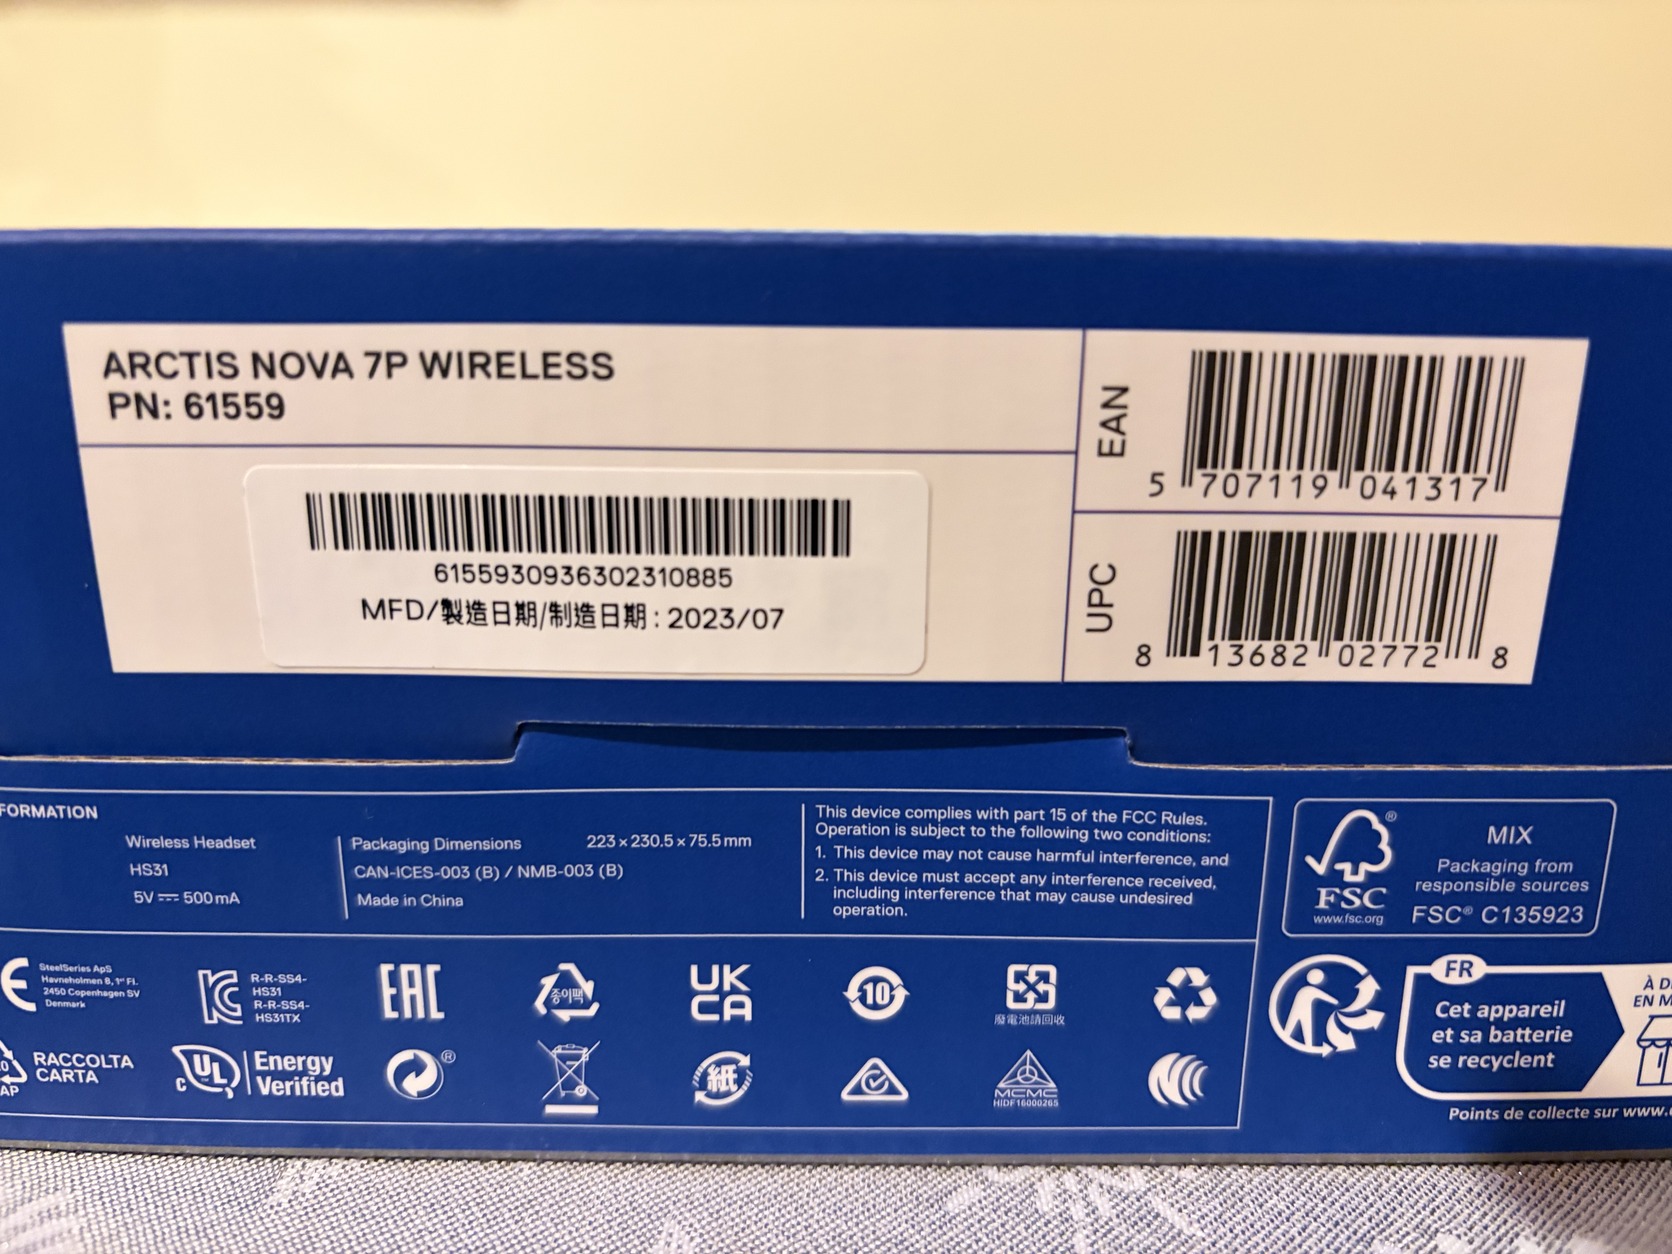 ARCTIS NOVA 7P WIRELESS
PN: 61559
6155930936302310885
MFD/製造日期/制造日期 : 2023/07
EAN
5 707119 041317
UPC
8 13682 02772 8
FORMATION
Wireless Headset
HS31
5V ⎓ 500mA
Packaging Dimensions 223 x 230.5 x 75.5 mm
CAN-ICES-003 (B) / NMB-003 (B)
Made in China
This device complies with part 15 of the FCC Rules.
Operation is subject to the following two conditions:
1. This device may not cause harmful interference, and
2. This device must accept any interference received,
including interference that may cause undesired
operation.
FSC®
www.fsc.org
MIX
Packaging from
responsible sources
FSC® C135923
CE
SteelSeries ApS
Havneholmen 8, 1st Fl.
2450 Copenhagen SV
Denmark
R-R-SS4-
HS31
R-R-SS4-
HS31TX
EAC
종이팩
UK
CA
10
廢電池請回收
AP
RACCOLTA
CARTA
c UL
Energy
Verified
®
紙
MCMC
HIDF16000265
FR
Cet appareil
et sa batterie
se recyclent
À D
EN M
Points de collecte sur www.